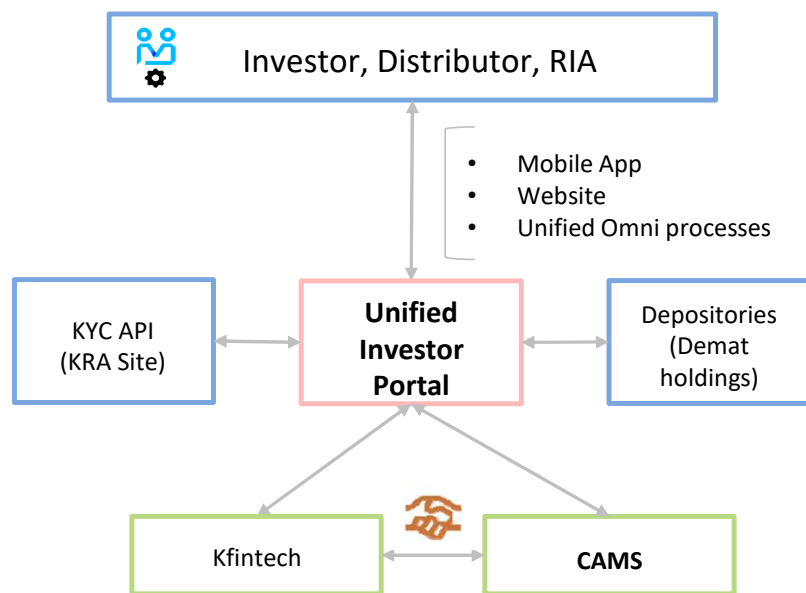 Investor, Distributor, RIA
• Mobile App
• Website
• Unified Omni processes
KYC API
(KRA Site)
Unified
Investor
Portal
Depositories
(Demat
holdings)
Kfintech
CAMS